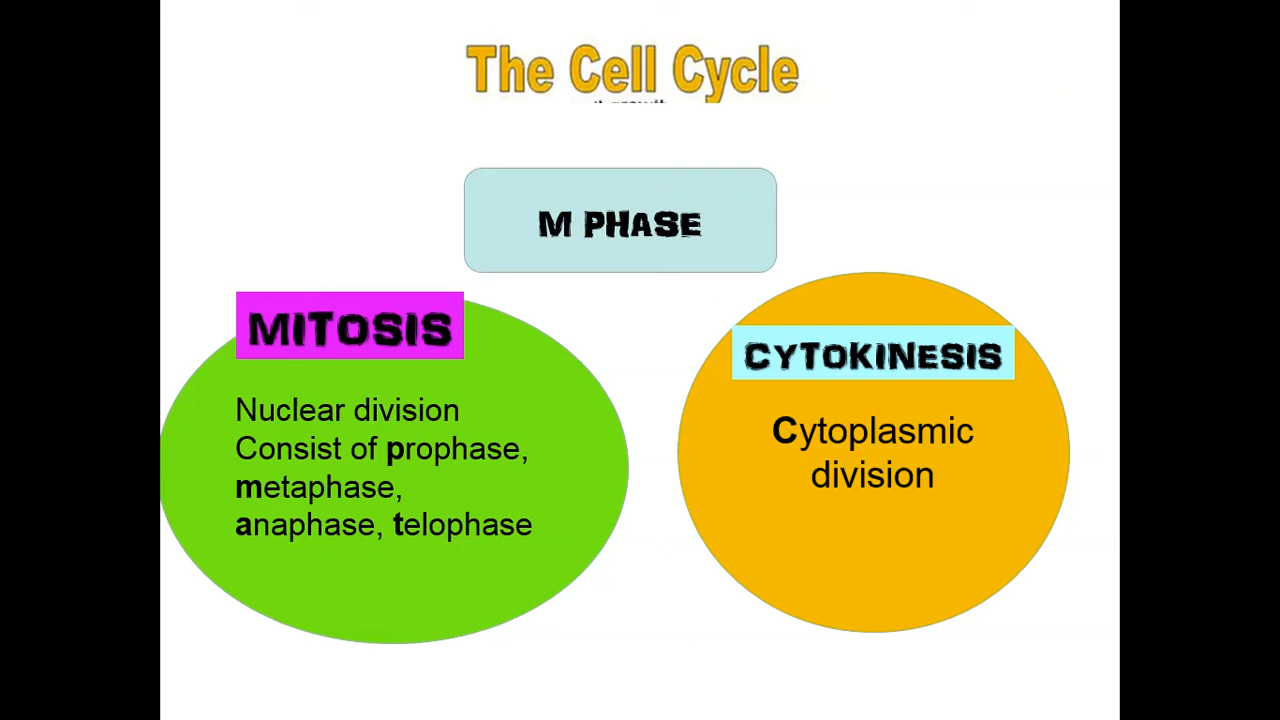 The Cell Cycle
M PHASE
MITOSIS
Nuclear division
Consist of prophase,
metaphase,
anaphase, telophase
CYTOKINESIS
Cytoplasmic
division